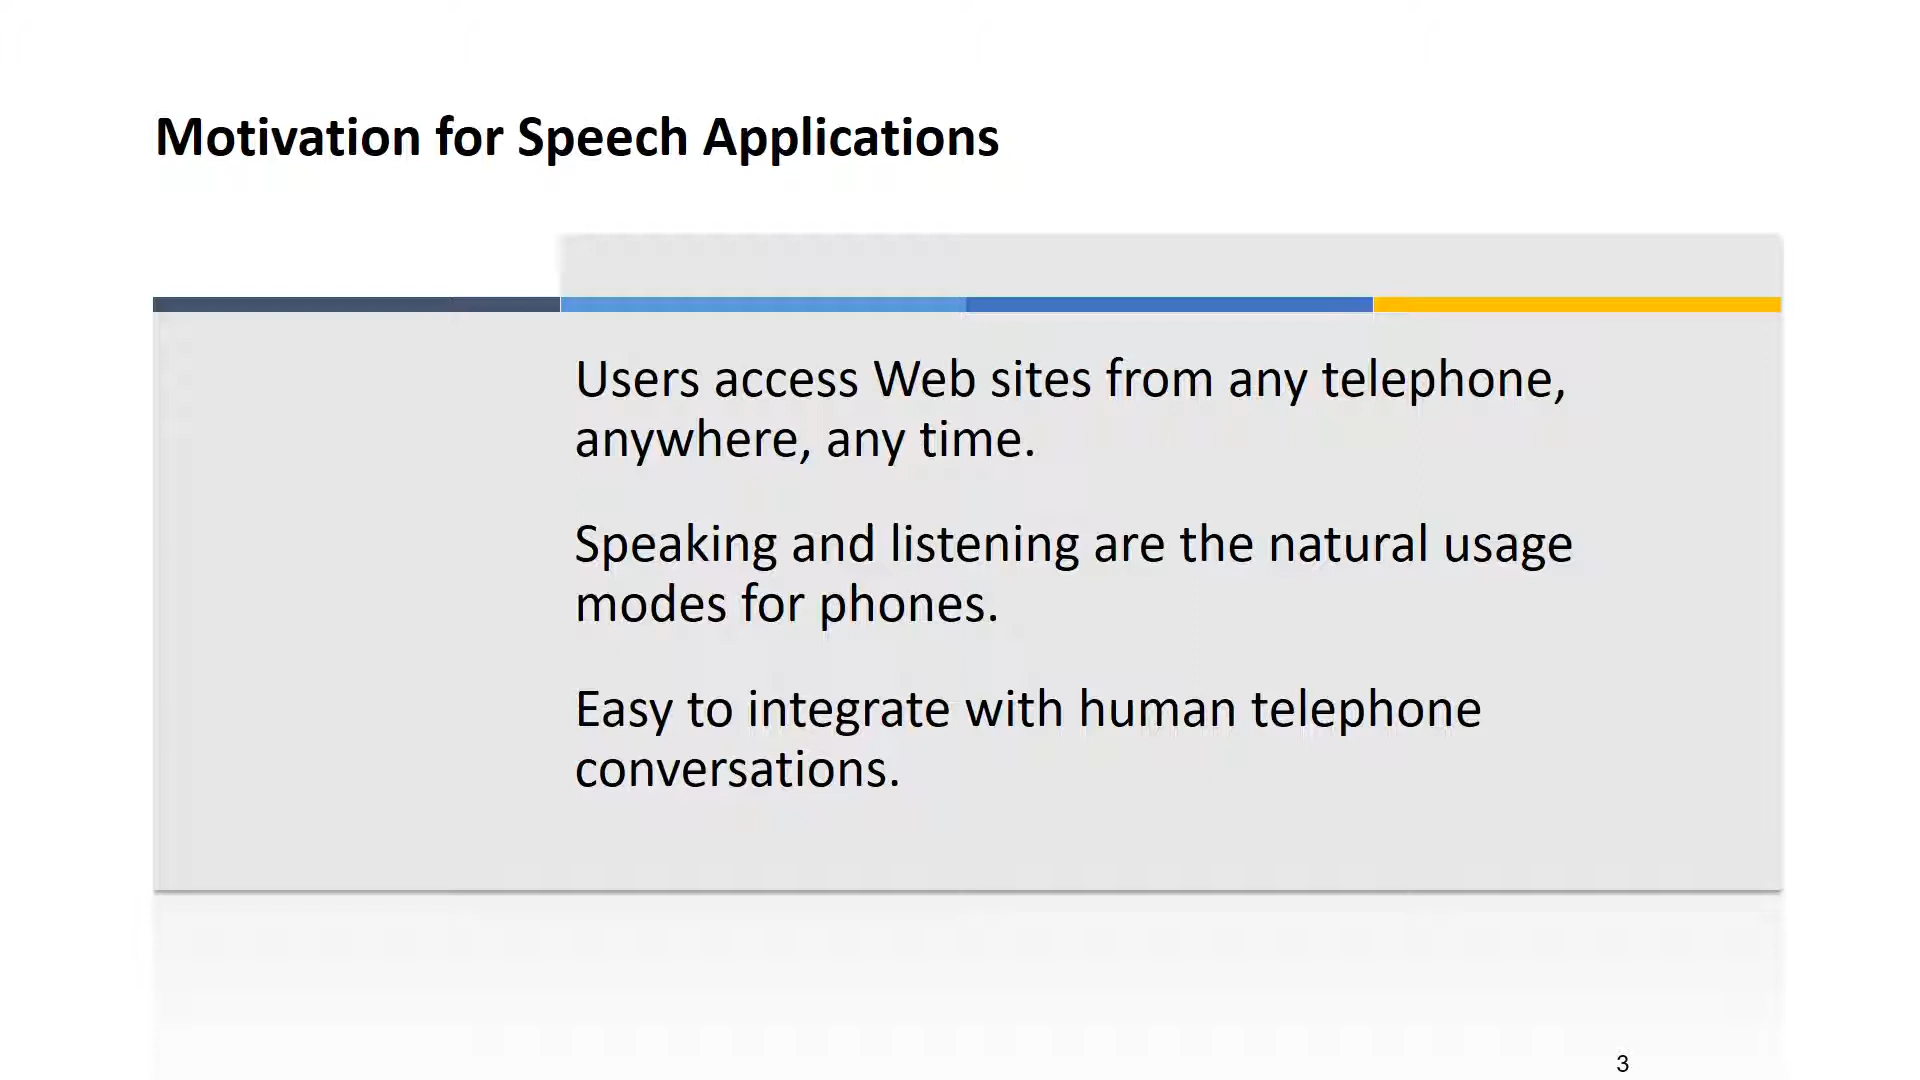 Motivation for Speech Applications
Users access Web sites from any telephone,
anywhere, any time.
Speaking and listening are the natural usage
modes for phones.
Easy to integrate with human telephone
conversations.
3